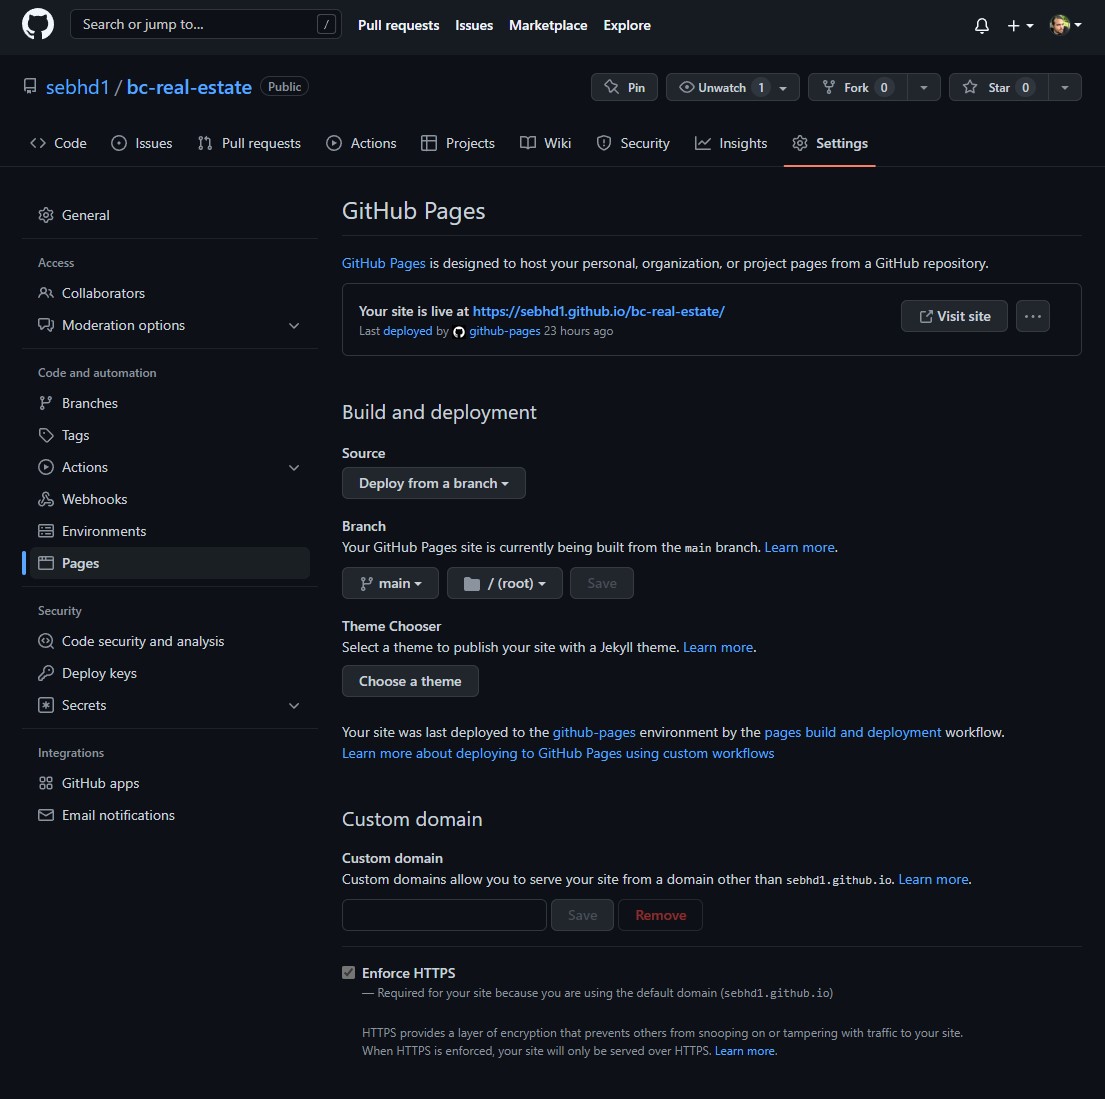 Search or jump to... / Pull requests Issues Marketplace Explore
sebhd1 / bc-real-estate Public Pin Unwatch 1 Fork 0 Star 0
Code Issues Pull requests Actions Projects Wiki Security Insights Settings
General
Access
Collaborators
Moderation options
Code and automation
Branches
Tags
Actions
Webhooks
Environments
Pages
Security
Code security and analysis
Deploy keys
Secrets
Integrations
GitHub apps
Email notifications
GitHub Pages
GitHub Pages is designed to host your personal, organization, or project pages from a GitHub repository.
Your site is live at https://sebhd1.github.io/bc-real-estate/
Last deployed by github-pages 23 hours ago
Visit site
Build and deployment
Source
Deploy from a branch
Branch
Your GitHub Pages site is currently being built from the main branch. Learn more.
main / (root) Save
Theme Chooser
Select a theme to publish your site with a Jekyll theme. Learn more.
Choose a theme
Your site was last deployed to the github-pages environment by the pages build and deployment workflow.
Learn more about deploying to GitHub Pages using custom workflows
Custom domain
Custom domain
Custom domains allow you to serve your site from a domain other than sebhd1.github.io. Learn more.
Save Remove
Enforce HTTPS
— Required for your site because you are using the default domain (sebhd1.github.io)
HTTPS provides a layer of encryption that prevents others from snooping on or tampering with traffic to your site.
When HTTPS is enforced, your site will only be served over HTTPS. Learn more.